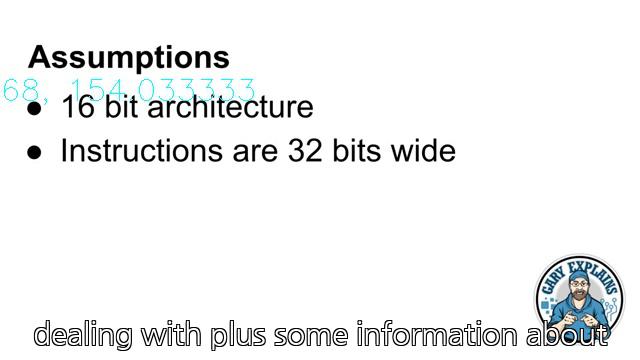 Assumptions
68, 154.033333
● 16 bit architecture
● Instructions are 32 bits wide
GARY EXPLAINS
dealing with plus some information about